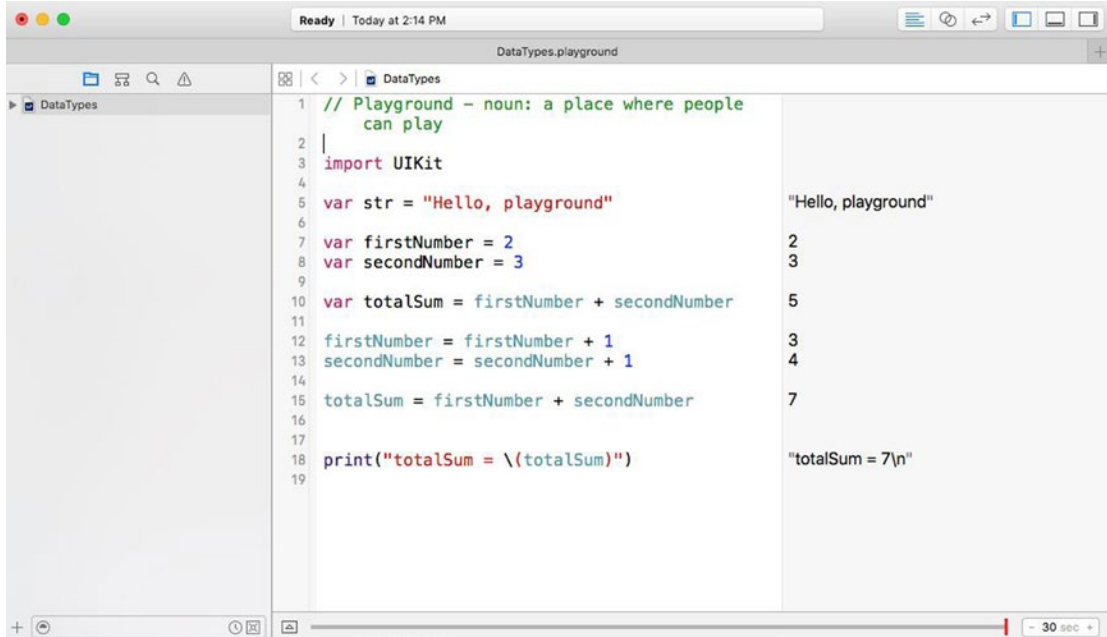 Ready | Today at 2:14 PM
DataTypes.playground
DataTypes
DataTypes
1 // Playground – noun: a place where people
can play
2
3 import UIKit
4
5 var str = "Hello, playground" "Hello, playground"
6
7 var firstNumber = 2 2
8 var secondNumber = 3 3
9
10 var totalSum = firstNumber + secondNumber 5
11
12 firstNumber = firstNumber + 1 3
13 secondNumber = secondNumber + 1 4
14
15 totalSum = firstNumber + secondNumber 7
16
17
18 print("totalSum = \(totalSum)") "totalSum = 7\n"
19
- 30 sec +